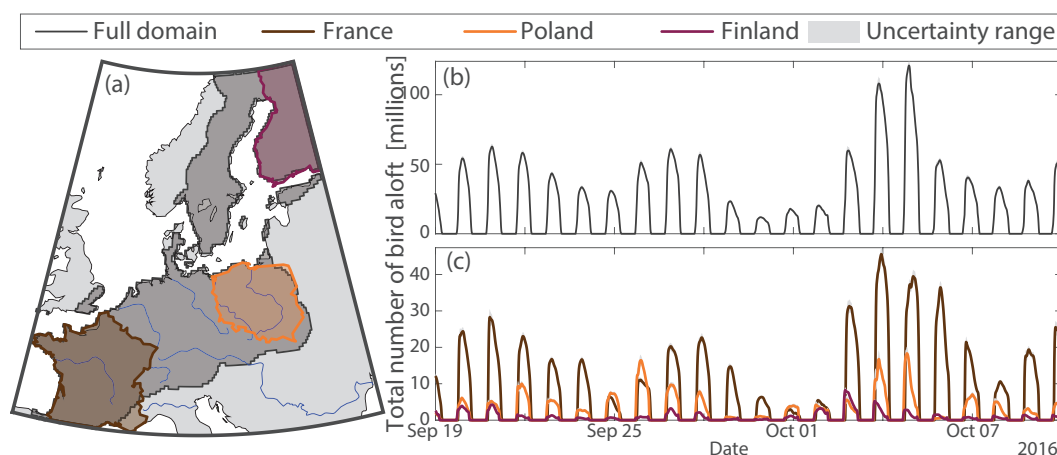 Full domain France Poland Finland Uncertainty range
(a)
(b)
Total number of bird aloft [millions]
100
50
0
(c)
40
30
20
10
0
Sep 19 Sep 25 Oct 01 Oct 07
Date 2016